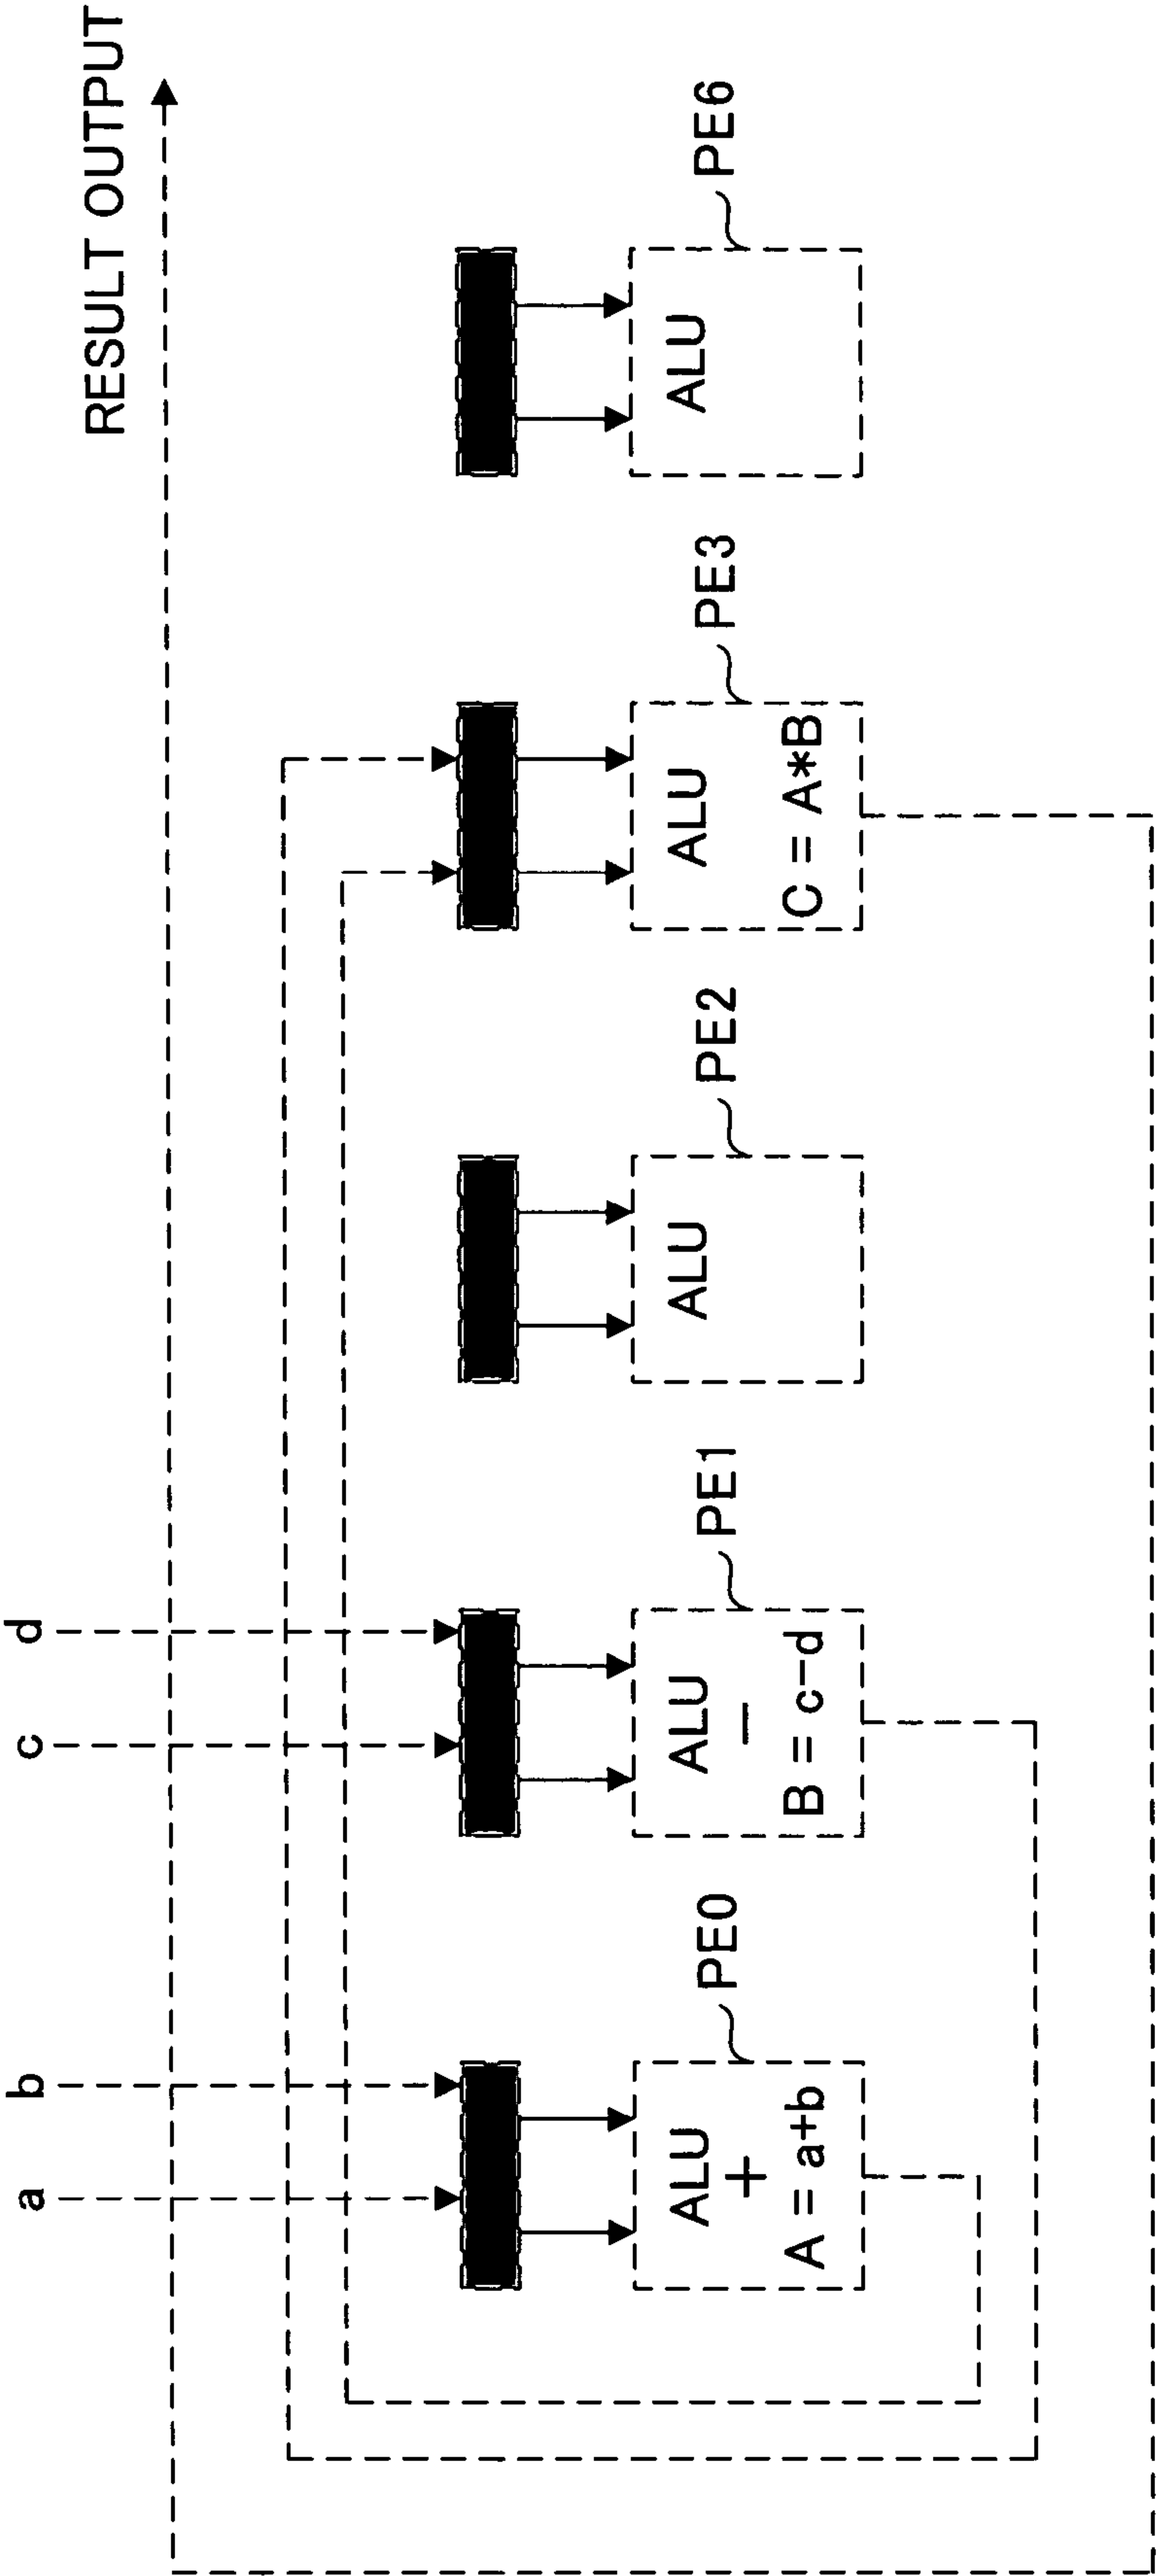 RESULT OUTPUT
a
b
c
d
ALU
+
A = a+b
PE0
ALU
−
B = c-d
PE1
ALU
PE2
ALU
C = A*B
PE3
ALU
PE6